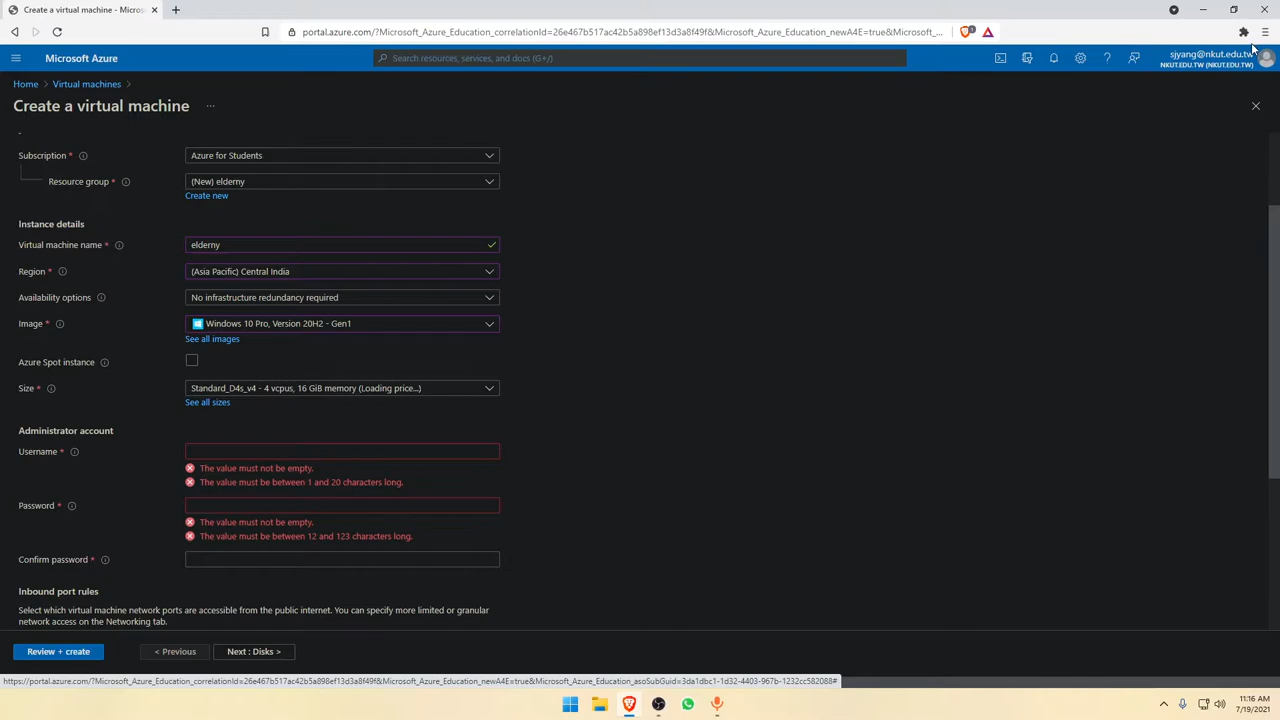 Create a virtual machine - Micros
portal.azure.com/?Microsoft_Azure_Education_correlationId=26e467b517ac42b5a898ef13d3a8f49f&Microsoft_Azure_Education_newA4E=true&Microsoft_...
1
Microsoft Azure
Search resources, services, and docs (G+/)
sjyang@nkut.edu.tw
NKUT.EDU.TW (NKUT.EDU.TW)
Home > Virtual machines >
Create a virtual machine ...
Subscription *
Azure for Students
Resource group *
(New) elderny
Create new
Instance details
Virtual machine name *
elderny
Region *
(Asia Pacific) Central India
Availability options
No infrastructure redundancy required
Image *
Windows 10 Pro, Version 20H2 - Gen1
See all images
Azure Spot instance
Size *
Standard_D4s_v4 - 4 vcpus, 16 GiB memory (Loading price...)
See all sizes
Administrator account
Username *
The value must not be empty.
The value must be between 1 and 20 characters long.
Password *
The value must not be empty.
The value must be between 12 and 123 characters long.
Confirm password *
Inbound port rules
Select which virtual machine network ports are accessible from the public internet. You can specify more limited or granular
network access on the Networking tab.
Review + create
< Previous
Next : Disks >
https://portal.azure.com/?Microsoft_Azure_Education_correlationId=26e467b517ac42b5a898ef13d3a8f49f&Microsoft_Azure_Education_newA4E=true&Microsoft_Azure_Education_asoSubGuid=3da1dbc1-1d32-4403-967b-1232cc582088#
11:16 AM
7/19/2021